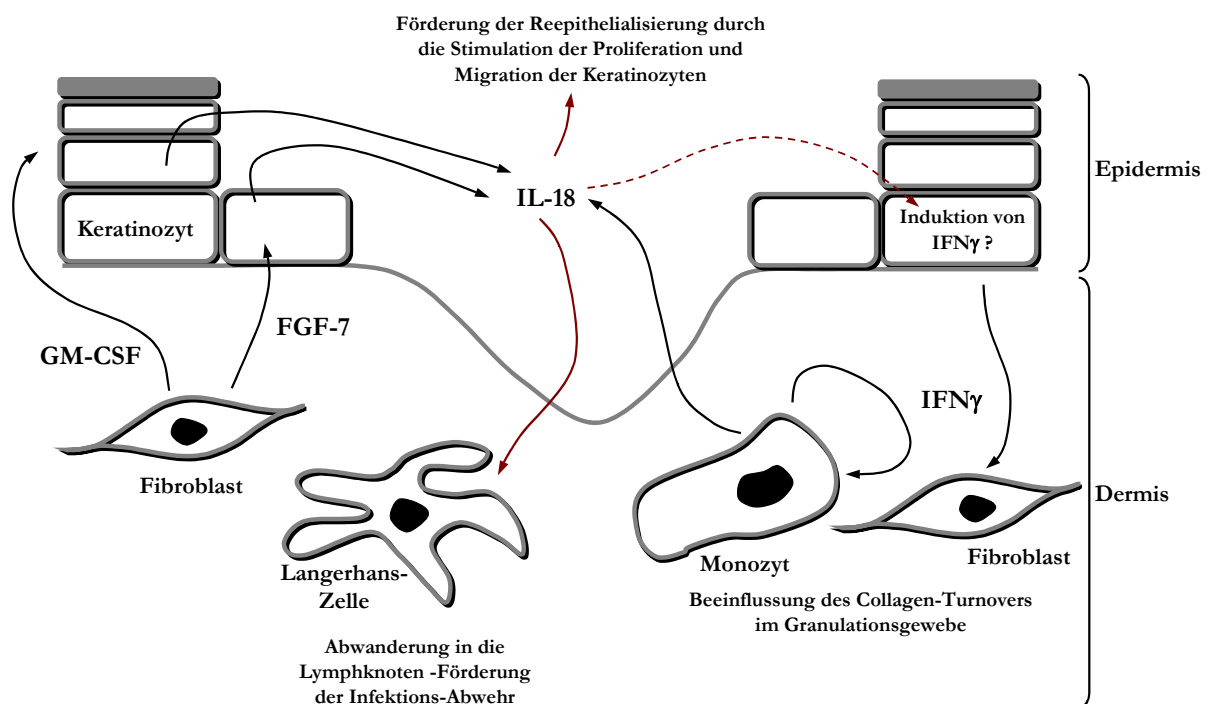 Förderung der Reepithelialisierung durch
die Stimulation der Proliferation und
Migration der Keratinozyten
Epidermis
IL-18
Keratinozyt
Induktion von
IFNγ ?
FGF-7
GM-CSF
IFNγ
Fibroblast
Dermis
Langerhans-
Zelle
Monozyt
Fibroblast
Beeinflussung des Collagen-Turnovers
im Granulationsgewebe
Abwanderung in die
Lymphknoten -Förderung
der Infektions-Abwehr